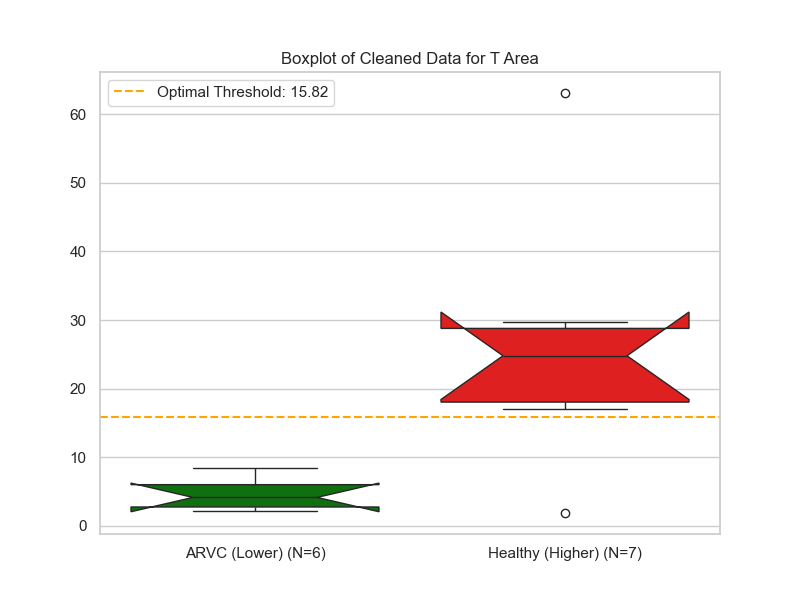 Boxplot of Cleaned Data for T Area
Optimal Threshold: 15.82
60
50
40
30
20
10
0
ARVC (Lower) (N=6)
Healthy (Higher) (N=7)